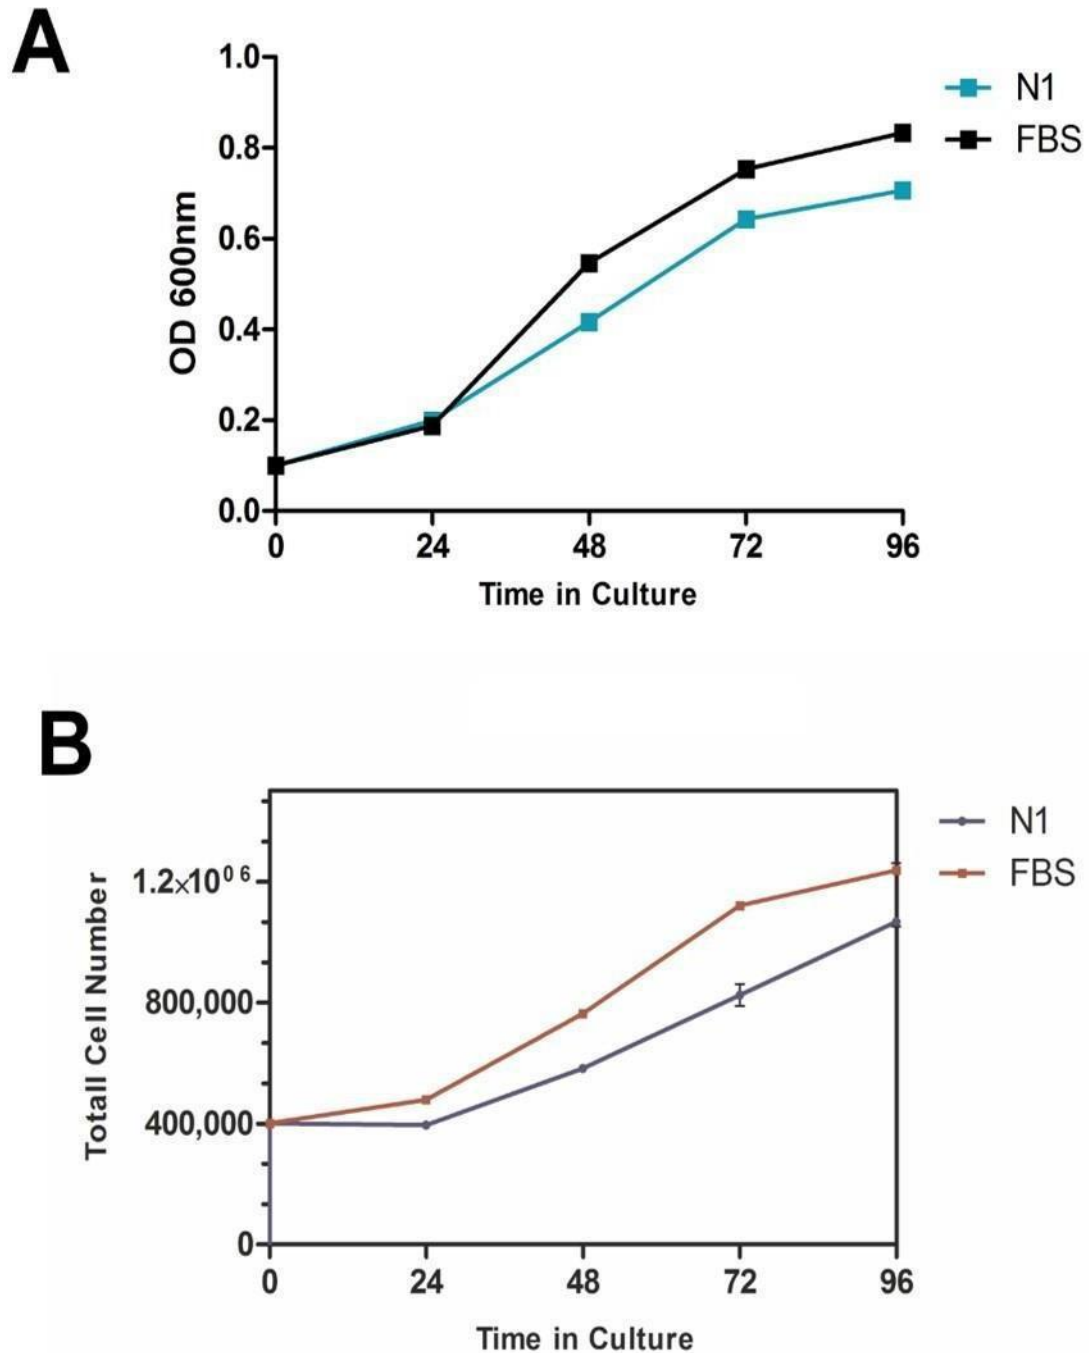 A
1.0
0.8
0.6
0.4
0.2
0.0
OD 600nm
0 24 48 72 96
Time in Culture
N1
FBS
B
1.2×10⁰⁶
800,000
400,000
0
Totall Cell Number
0 24 48 72 96
Time in Culture
N1
FBS